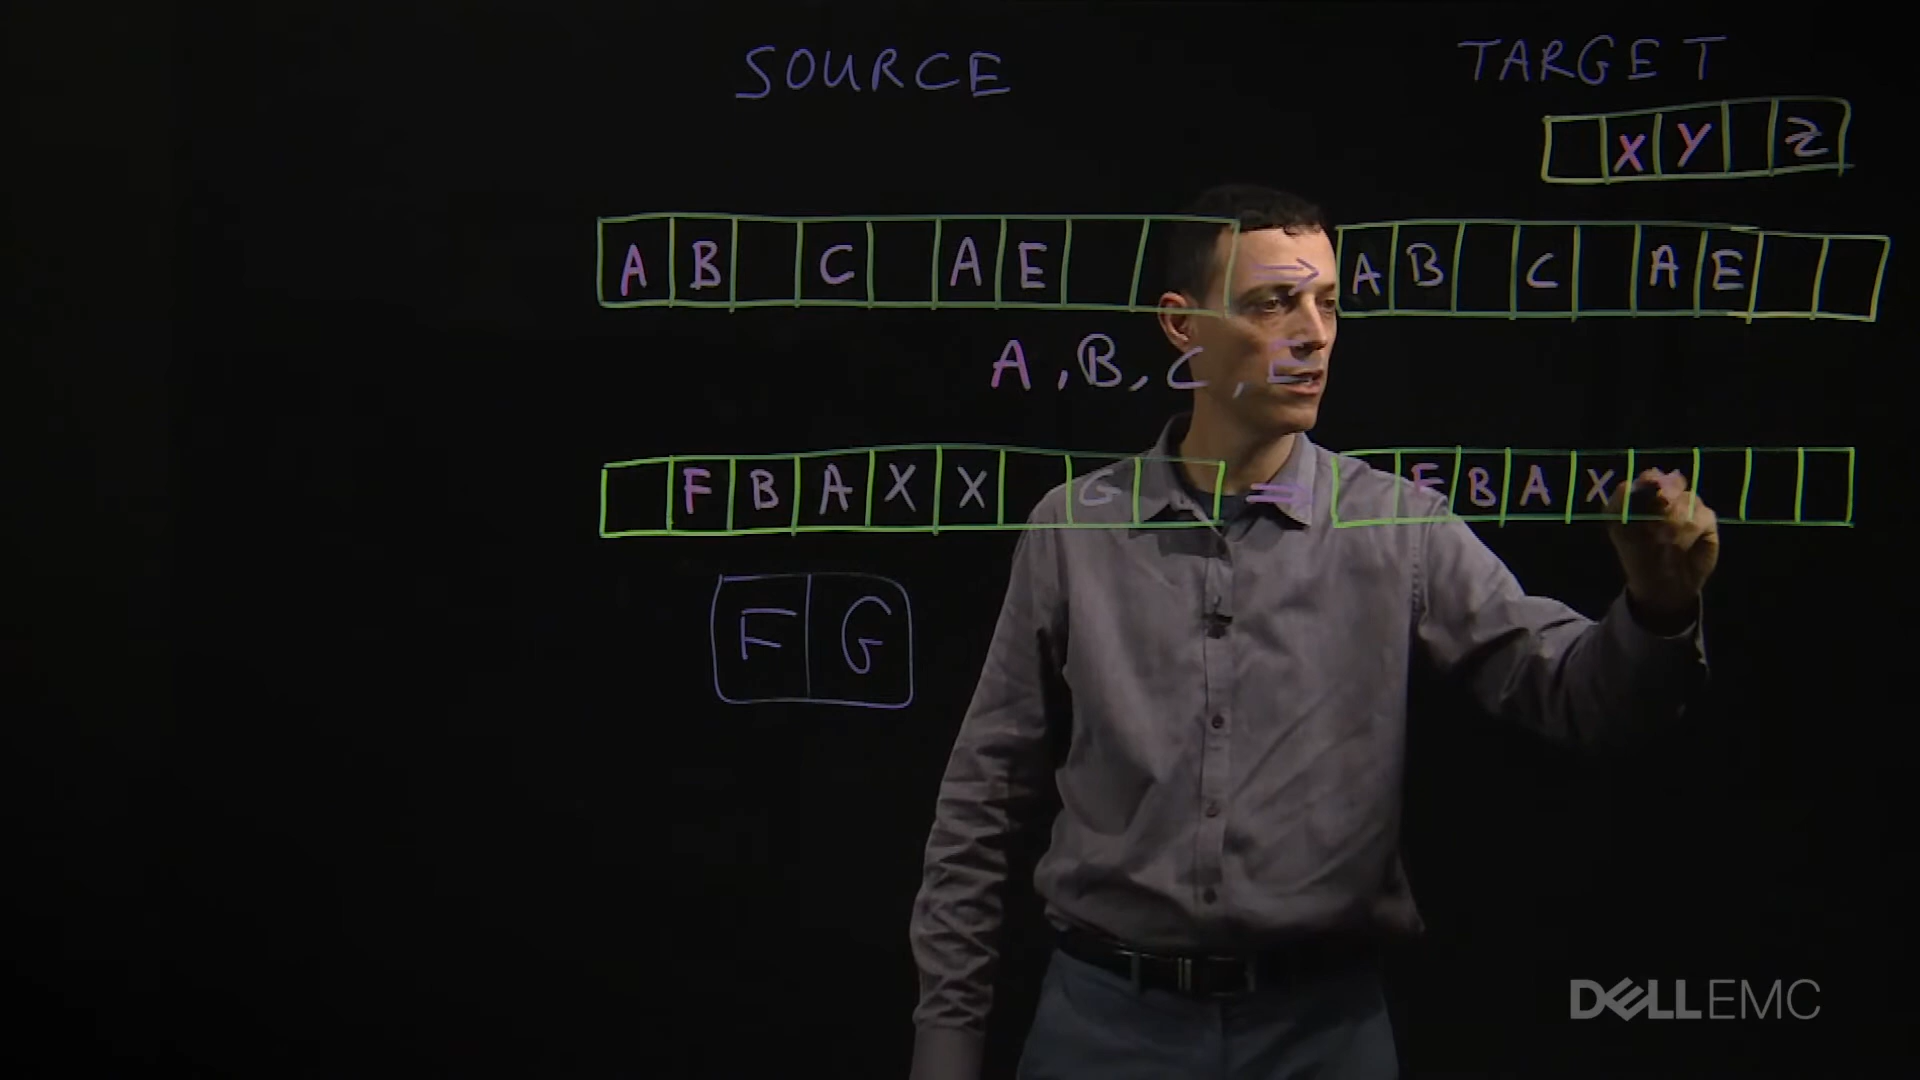 SOURCE
TARGET
X Y Z
A B C A E ⇒ A B C A E
A, B, C, E
F B A X X G ⇒ F B A X X
F G
DELLEMC